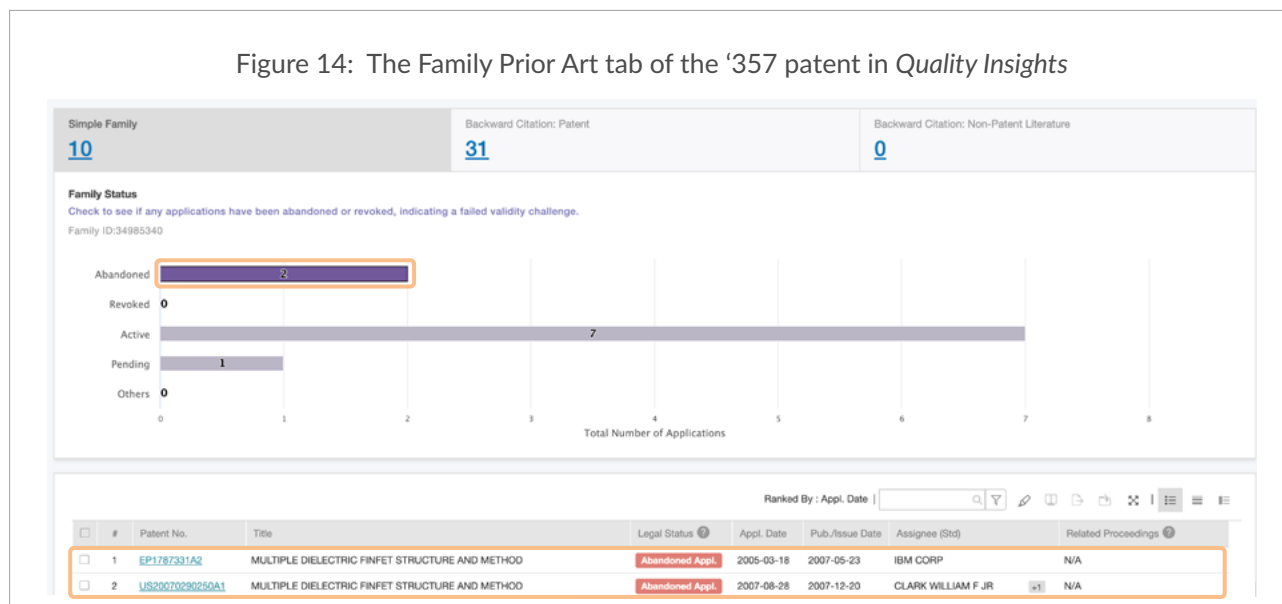 Figure 14:  The Family Prior Art tab of the ‘357 patent in Quality Insights
Simple Family
10
Backward Citation: Patent
31
Backward Citation: Non-Patent Literature
0
Family Status
Check to see if any applications have been abandoned or revoked, indicating a failed validity challenge.
Family ID:34985340
Abandoned 2
Revoked 0
Active 7
Pending 1
Others 0
0 1 2 3 4 5 6 7 8
Total Number of Applications
Ranked By : Appl. Date |
# Patent No. Title Legal Status ? Appl. Date Pub./Issue Date Assignee (Std) Related Proceedings ?
1 EP1787331A2 MULTIPLE DIELECTRIC FINFET STRUCTURE AND METHOD Abandoned Appl. 2005-03-18 2007-05-23 IBM CORP N/A
2 US20070290250A1 MULTIPLE DIELECTRIC FINFET STRUCTURE AND METHOD Abandoned Appl. 2007-08-28 2007-12-20 CLARK WILLIAM F JR +1 N/A